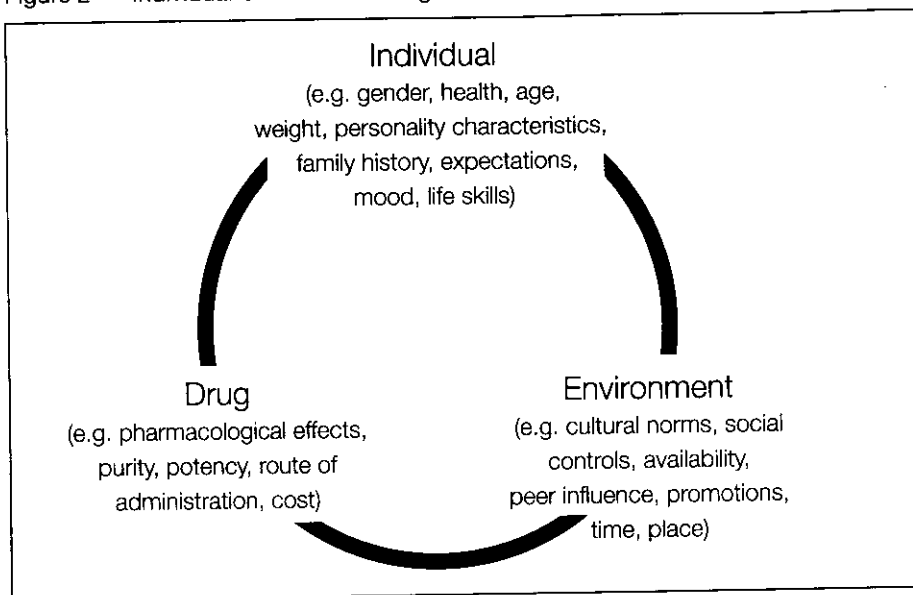 Individual
(e.g. gender, health, age,
weight, personality characteristics,
family history, expectations,
mood, life skills)
Drug
(e.g. pharmacological effects,
purity, potency, route of
administration, cost)
Environment
(e.g. cultural norms, social
controls, availability,
peer influence, promotions,
time, place)